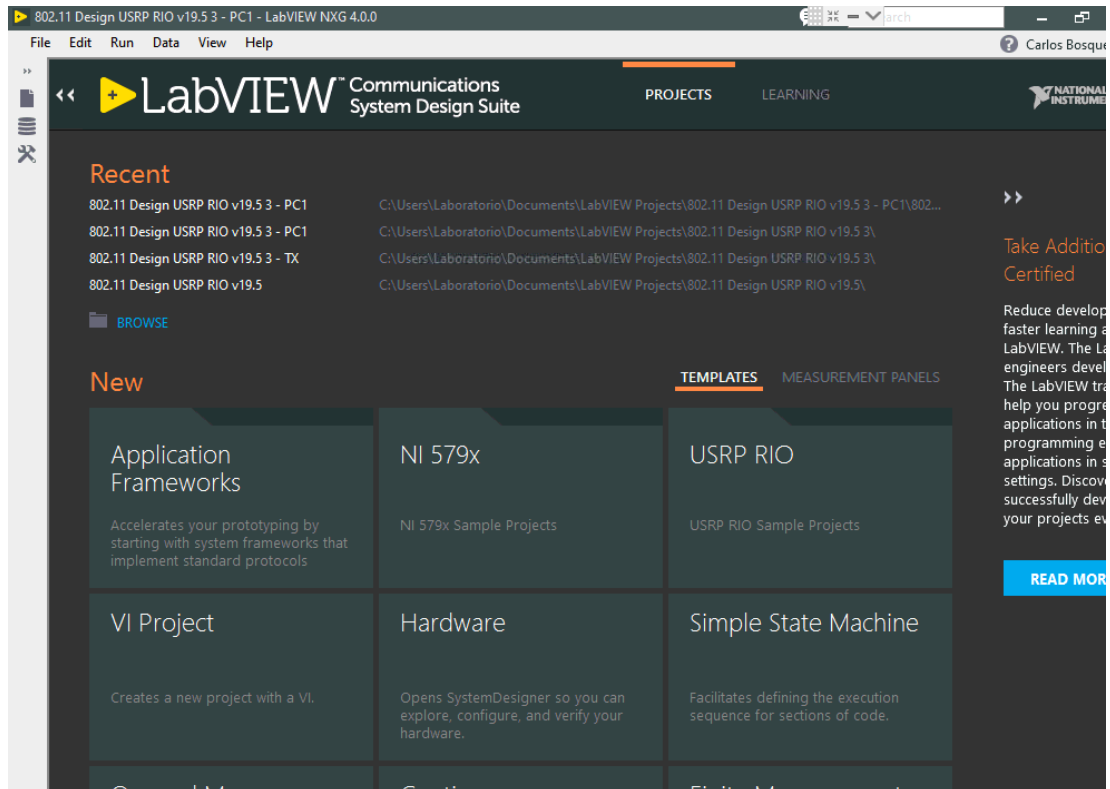 802.11 Design USRP RIO v19.5 3 - PC1 - LabVIEW NXG 4.0.0
arch
File Edit Run Data View Help
Carlos Bosque
LabVIEW™ Communications
System Design Suite
PROJECTS LEARNING
NATIONAL
INSTRUME
Recent
802.11 Design USRP RIO v19.5 3 - PC1 C:\Users\Laboratorio\Documents\LabVIEW Projects\802.11 Design USRP RIO v19.5 3 - PC1\802...
802.11 Design USRP RIO v19.5 3 - PC1 C:\Users\Laboratorio\Documents\LabVIEW Projects\802.11 Design USRP RIO v19.5 3\
802.11 Design USRP RIO v19.5 3 - TX C:\Users\Laboratorio\Documents\LabVIEW Projects\802.11 Design USRP RIO v19.5 3\
802.11 Design USRP RIO v19.5 C:\Users\Laboratorio\Documents\LabVIEW Projects\802.11 Design USRP RIO v19.5\
BROWSE
New
TEMPLATES MEASUREMENT PANELS
Application
Frameworks
Accelerates your prototyping by
starting with system frameworks that
implement standard protocols
NI 579x
NI 579x Sample Projects
USRP RIO
USRP RIO Sample Projects
VI Project
Creates a new project with a VI.
Hardware
Opens SystemDesigner so you can
explore, configure, and verify your
hardware.
Simple State Machine
Facilitates defining the execution
sequence for sections of code.
Take Additio
Certified
Reduce develop
faster learning a
LabVIEW. The La
engineers devel
The LabVIEW tra
help you progre
applications in t
programming e
applications in s
settings. Discove
successfully dev
your projects ev
READ MOR